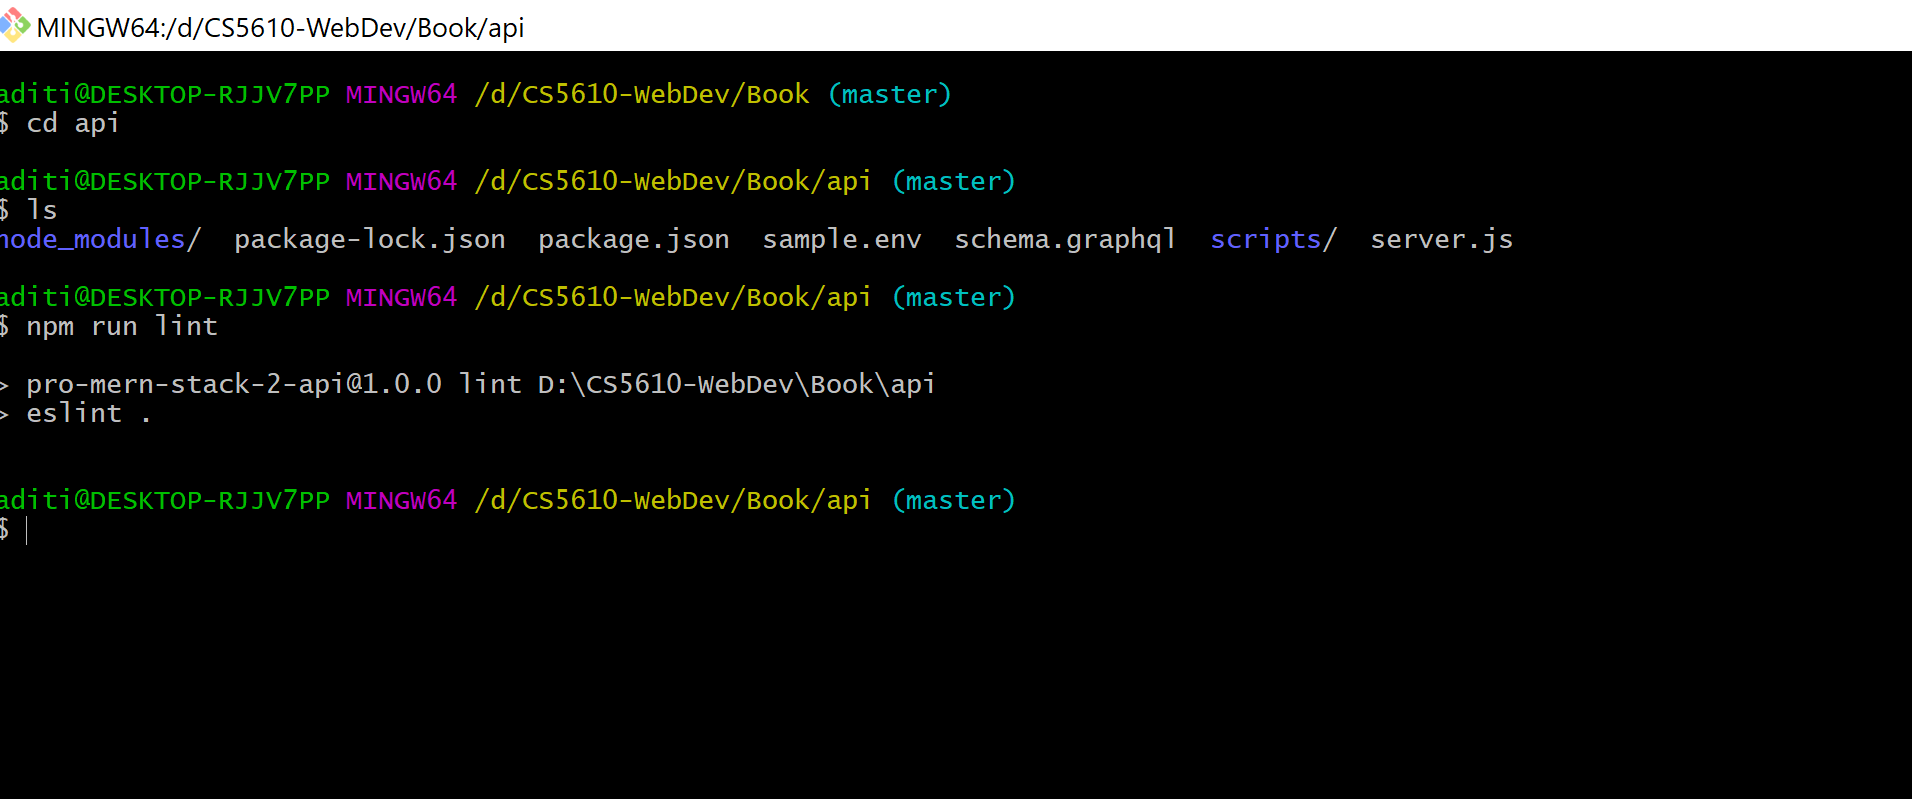 MINGW64:/d/CS5610-WebDev/Book/api
aditi@DESKTOP-RJJV7PP MINGW64 /d/CS5610-WebDev/Book (master)
$ cd api
aditi@DESKTOP-RJJV7PP MINGW64 /d/CS5610-WebDev/Book/api (master)
$ ls
node_modules/  package-lock.json  package.json  sample.env  schema.graphql  scripts/  server.js
aditi@DESKTOP-RJJV7PP MINGW64 /d/CS5610-WebDev/Book/api (master)
$ npm run lint
> pro-mern-stack-2-api@1.0.0 lint D:\CS5610-WebDev\Book\api
> eslint .
aditi@DESKTOP-RJJV7PP MINGW64 /d/CS5610-WebDev/Book/api (master)
$